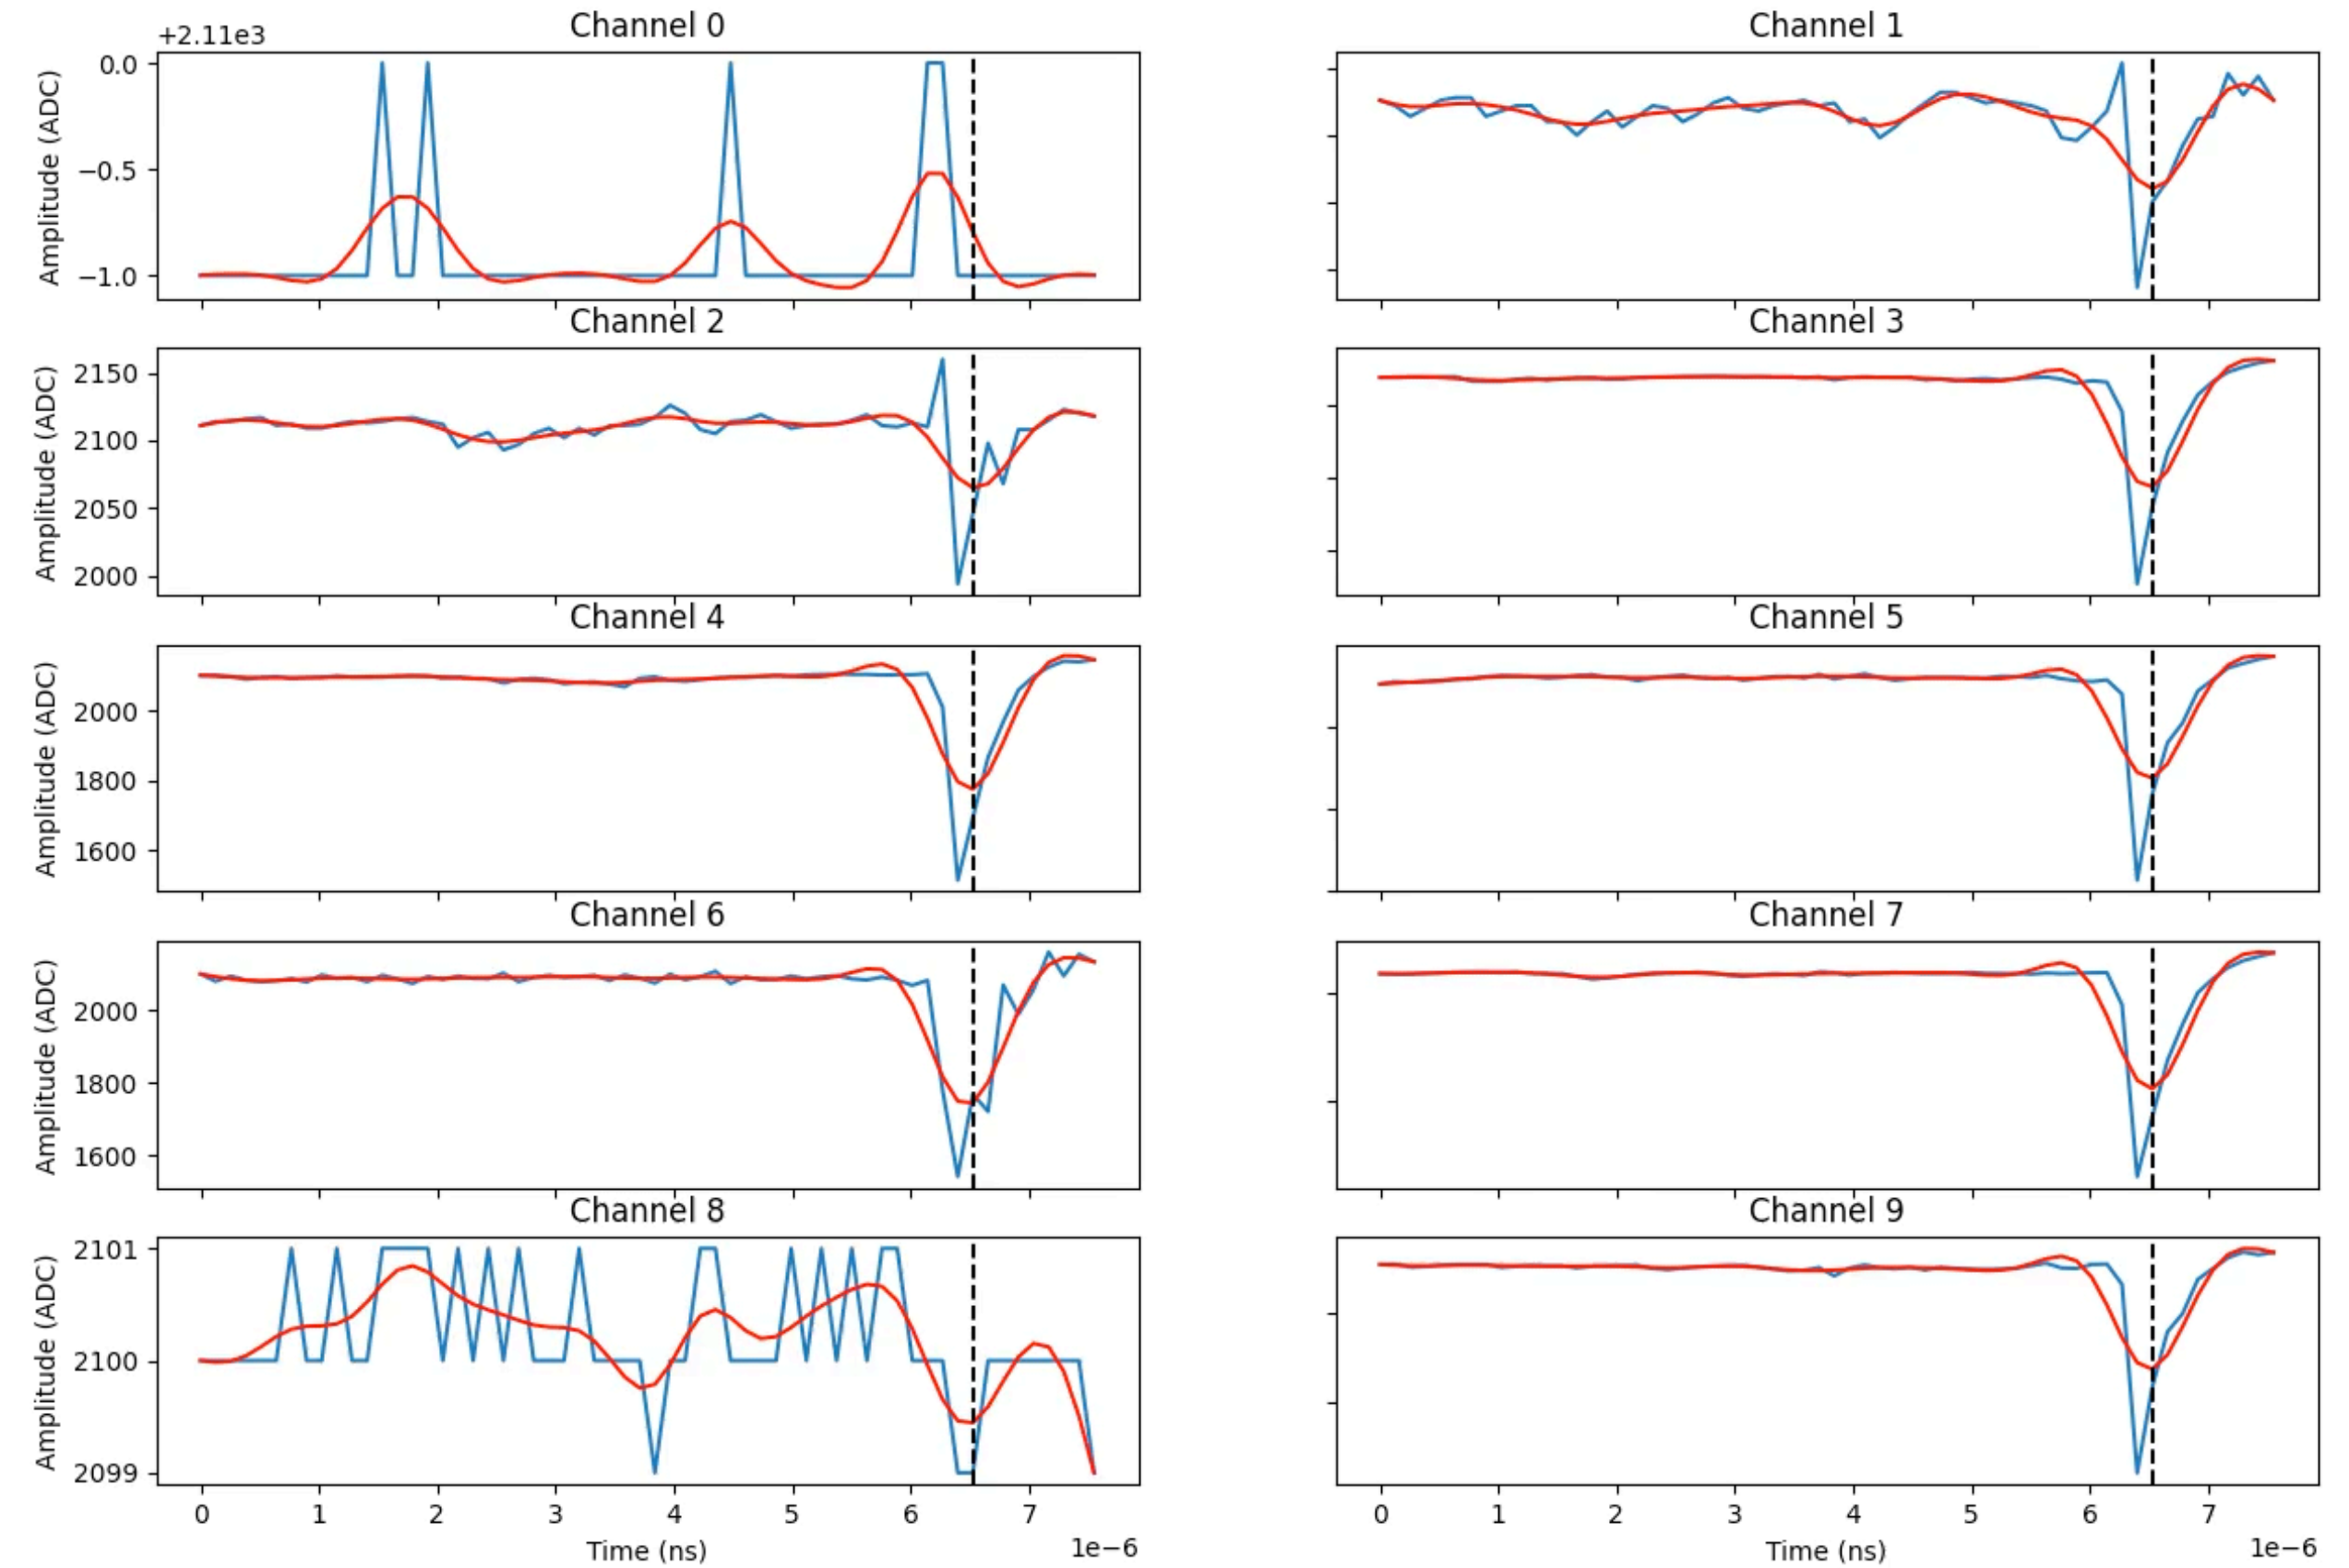 Channel 0
Channel 1
+2.11e3
0.0
−0.5
−1.0
Amplitude (ADC)
Channel 2
Channel 3
2150
2100
2050
2000
Amplitude (ADC)
Channel 4
Channel 5
2000
1800
1600
Amplitude (ADC)
Channel 6
Channel 7
2000
1800
1600
Amplitude (ADC)
Channel 8
Channel 9
2101
2100
2099
Amplitude (ADC)
0 1 2 3 4 5 6 7
Time (ns)
1e−6
0 1 2 3 4 5 6 7
Time (ns)
1e−6